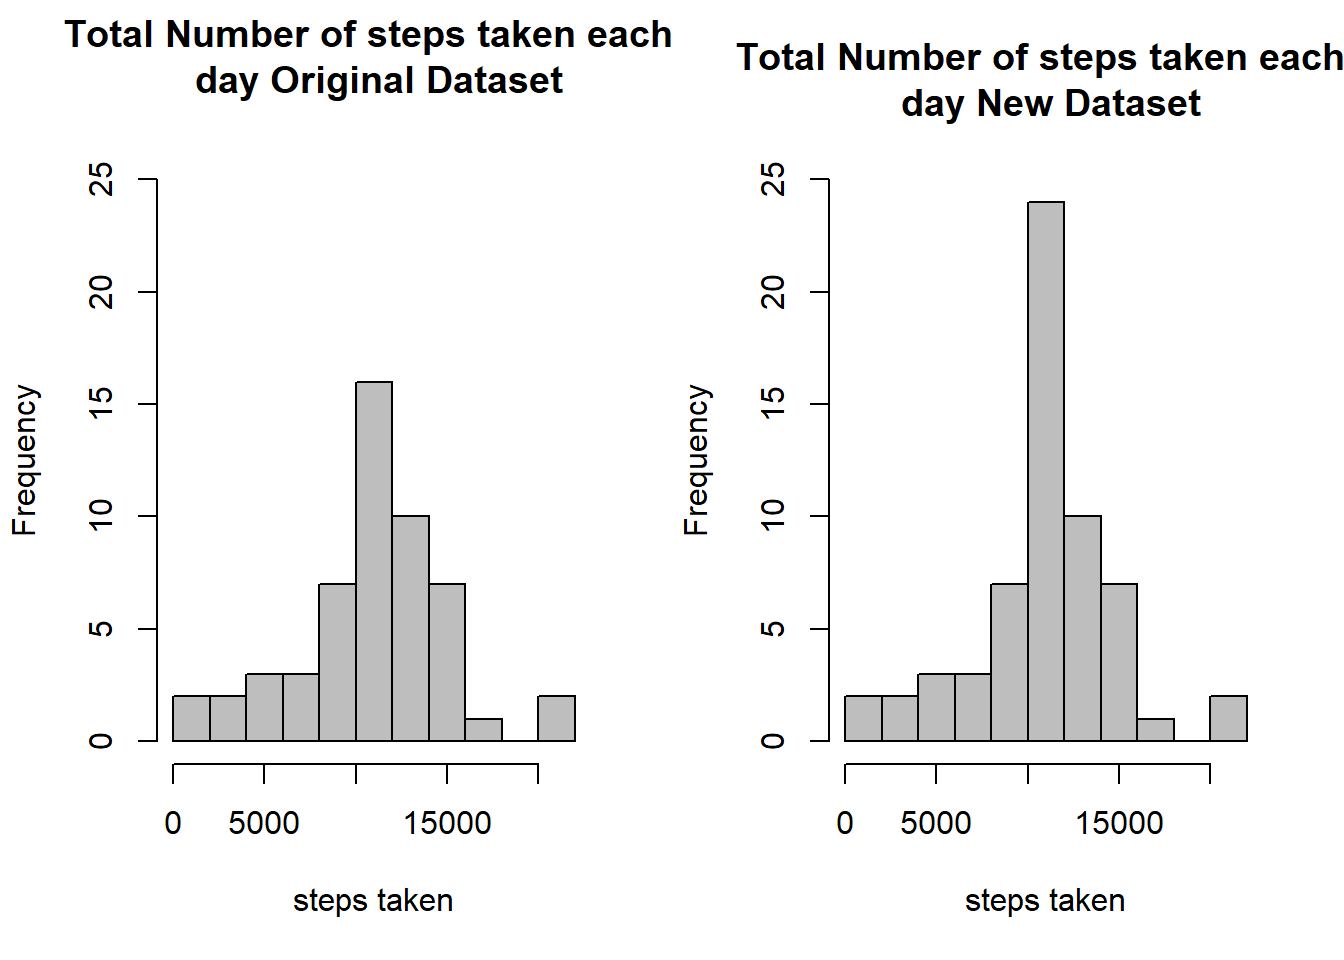 Total Number of steps taken each
day Original Dataset
25
20
15
10
5
0
Frequency
0 5000 15000
steps taken
Total Number of steps taken each
day New Dataset
25
20
15
10
5
0
Frequency
0 5000 15000
steps taken